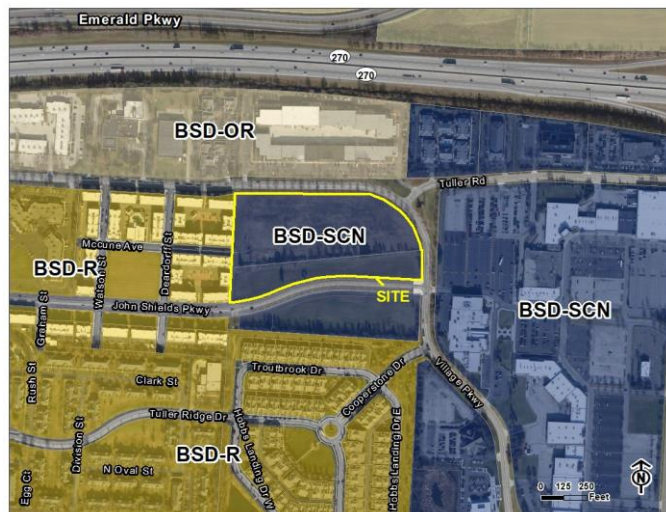 Emerald Pkwy
270
270
BSD-OR
Tuller Rd
BSD-SCN
Mccune Ave
Watson St
Deardorff St
BSD-R
SITE
John Shields Pkwy
BSD-SCN
Graham St
Rush St
Troutbrook Dr
Cooperstone Dr
Village Pkwy
Clark St
Tuller Ridge Dr
Division St
Hobbs Landing Dr W
Hobbs Landing Dr E
BSD-R
N Oval St
Egg Ct
0 125 250
Feet
N